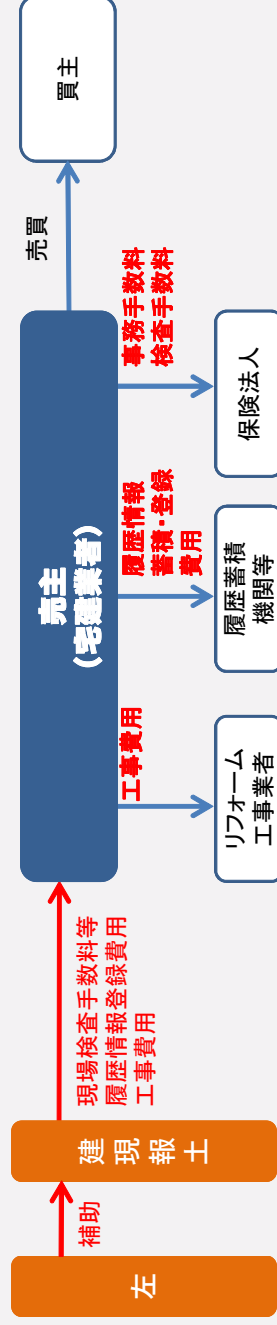 左
補助
建現報士
現場検査手数料等
履歴情報登録費用
工事費用
売主
(宅建業者)
売買
買主
工事費用
履歴情報
蓄積・登録
費用
事務手数料
検査手数料
リフォーム
工事業者
履歴蓄積
機関等
保険法人